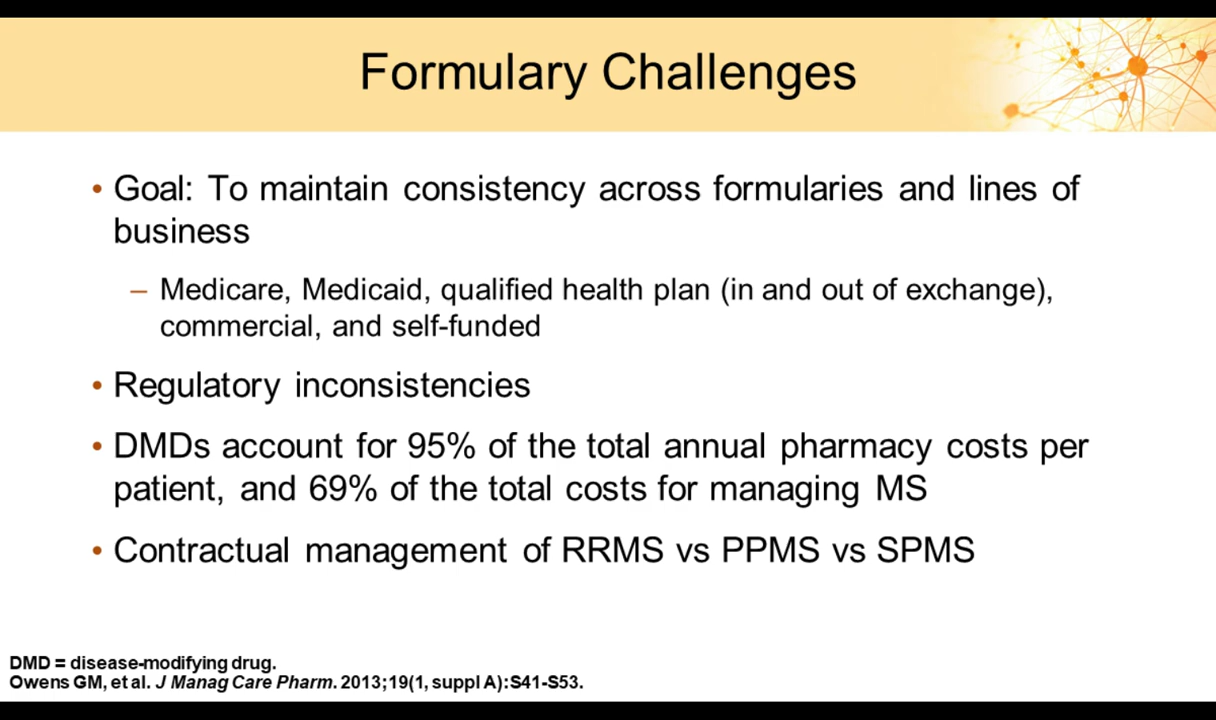 Formulary Challenges
• Goal: To maintain consistency across formularies and lines of
business
– Medicare, Medicaid, qualified health plan (in and out of exchange),
commercial, and self-funded
• Regulatory inconsistencies
• DMDs account for 95% of the total annual pharmacy costs per
patient, and 69% of the total costs for managing MS
• Contractual management of RRMS vs PPMS vs SPMS
DMD = disease-modifying drug.
Owens GM, et al. J Manag Care Pharm. 2013;19(1, suppl A):S41-S53.